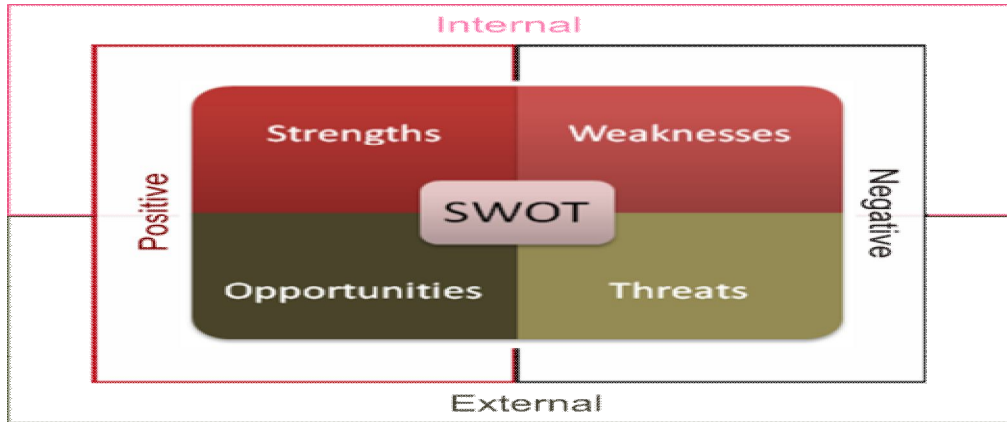 Internal
Strengths
Weaknesses
Positive
SWOT
Negative
Opportunities
Threats
External